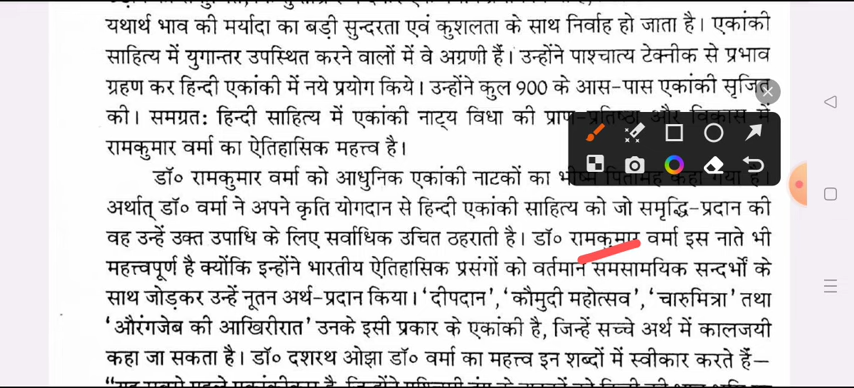 यथार्थ भाव की मर्यादा का बड़ी सुन्दरता एवं कुशलता के साथ निर्वाह हो जाता है। एकांकी
साहित्य में युगान्तर उपस्थित करने वालों में वे अग्रणी हैं। उन्होंने पाश्चात्य टेक्नीक से प्रभाव
ग्रहण कर हिन्दी एकांकी में नये प्रयोग किये। उन्होंने कुल 900 के आस-पास एकांकी सृजित
की। समग्रत: हिन्दी साहित्य में एकांकी नाट्य विधा की प्राण-प्रतिष्ठा और विकास में
रामकुमार वर्मा का ऐतिहासिक महत्त्व है।
डॉ० रामकुमार वर्मा को आधुनिक एकांकी नाटकों का भीष्म पितामह कहा गया है।
अर्थात् डॉ० वर्मा ने अपने कृति योगदान से हिन्दी एकांकी साहित्य को जो समृद्धि-प्रदान की
वह उन्हें उक्त उपाधि के लिए सर्वाधिक उचित ठहराती है। डॉ० रामकुमार वर्मा इस नाते भी
महत्त्वपूर्ण है क्योंकि इन्होंने भारतीय ऐतिहासिक प्रसंगों को वर्तमान समसामयिक सन्दर्भों के
साथ जोड़कर उन्हें नूतन अर्थ-प्रदान किया। 'दीपदान', 'कौमुदी महोत्सव', 'चारुमित्रा' तथा
'औरंगजेब की आखिरीरात' उनके इसी प्रकार के एकांकी है, जिन्हें सच्चे अर्थ में कालजयी
कहा जा सकता है। डॉ० दशरथ ओझा डॉ० वर्मा का महत्त्व इन शब्दों में स्वीकार करते हैं—